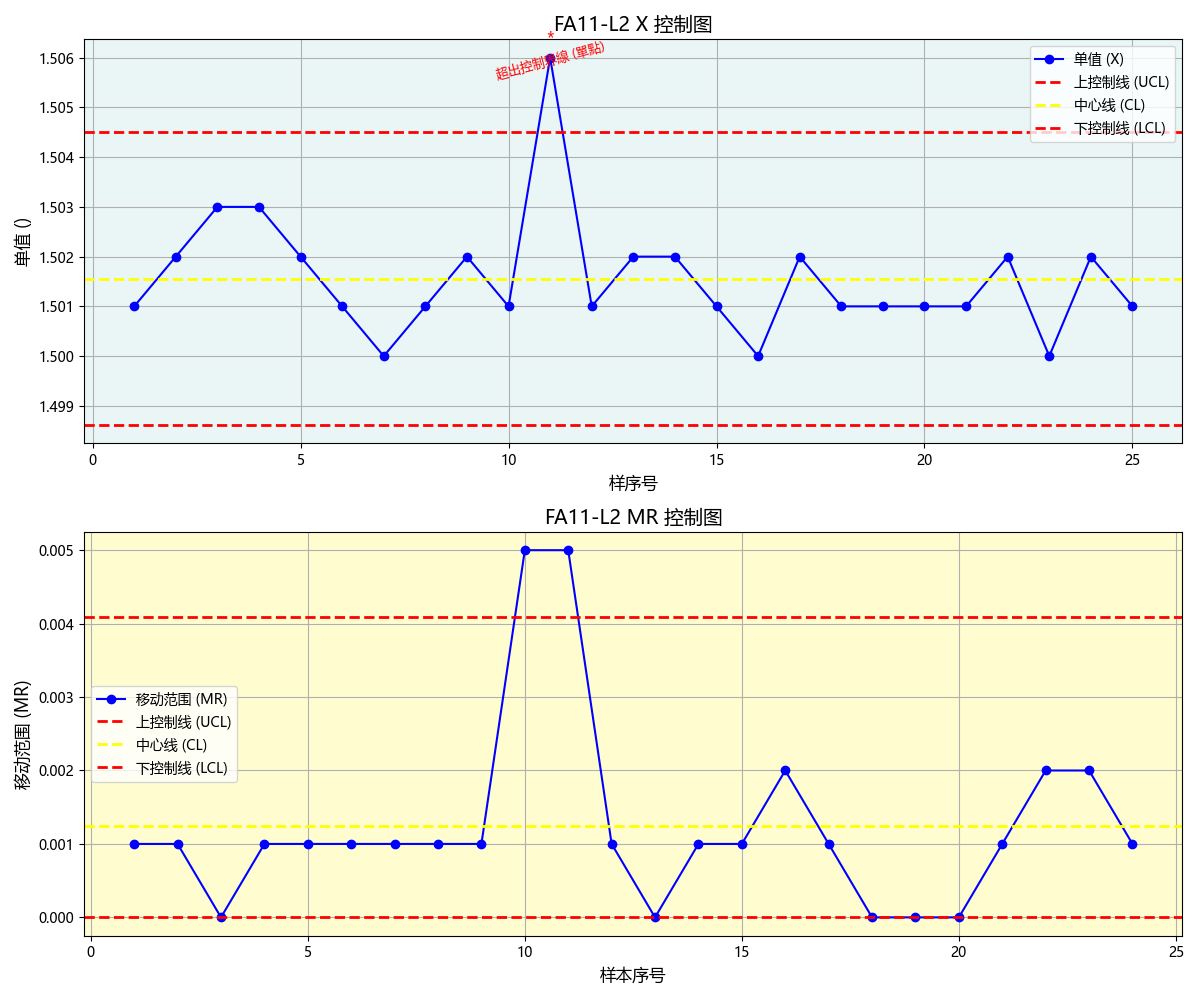 FA11-L2 X 控制图
*
超出控制界線 (單點)
单值 (X)
上控制线 (UCL)
中心线 (CL)
下控制线 (LCL)
1.506
1.505
1.504
1.503
1.502
1.501
1.500
1.499
单值 ()
0 5 10 15 20 25
样序号
FA11-L2 MR 控制图
0.005
0.004
0.003
0.002
0.001
0.000
移动范围 (MR)
移动范围 (MR)
上控制线 (UCL)
中心线 (CL)
下控制线 (LCL)
0 5 10 15 20 25
样本序号